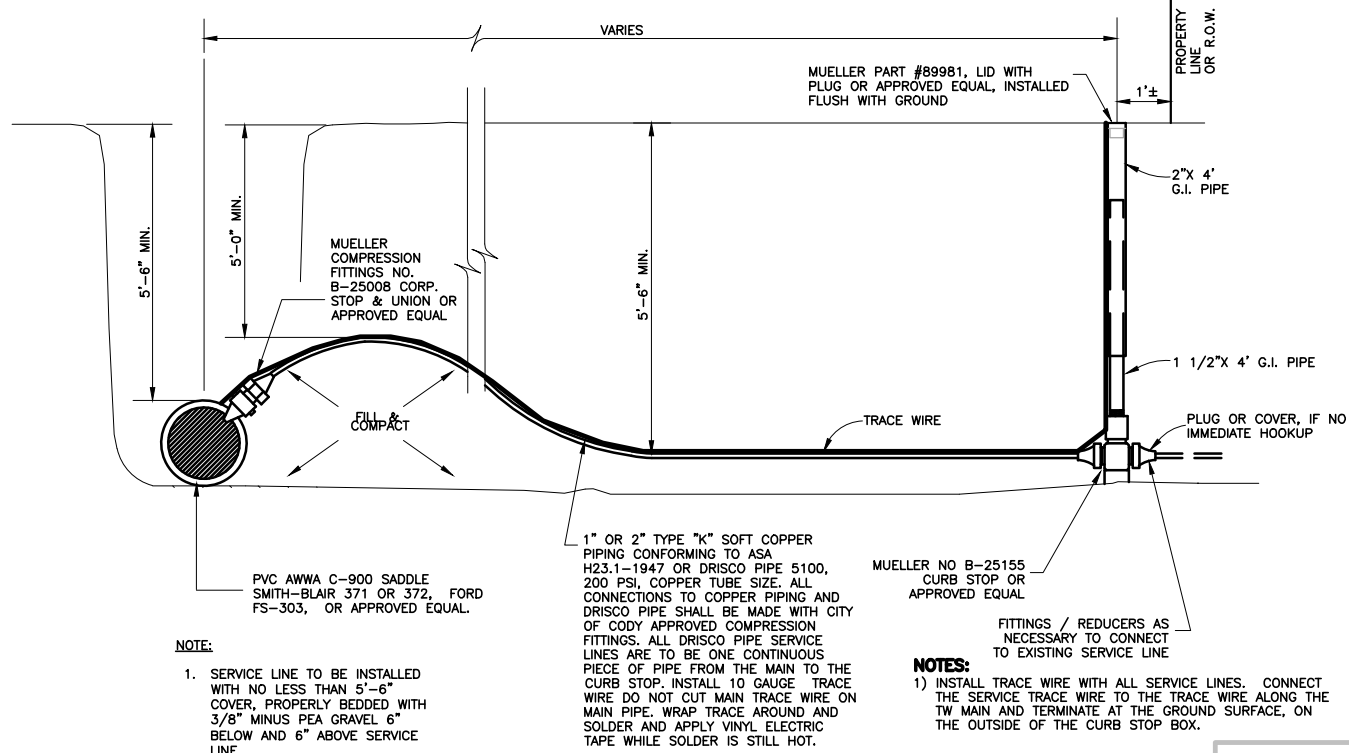 VARIES
PROPERTY
LINE
OR R.O.W.
MUELLER PART #89981, LID WITH
PLUG OR APPROVED EQUAL, INSTALLED
FLUSH WITH GROUND
1'±
2"X 4'
G.I. PIPE
5'-6" MIN.
5'-0" MIN.
MUELLER
COMPRESSION
FITTINGS NO.
B-25008 CORP.
STOP & UNION OR
APPROVED EQUAL
5'-6" MIN.
1 1/2"X 4' G.I. PIPE
FILL &
COMPACT
TRACE WIRE
PLUG OR COVER, IF NO
IMMEDIATE HOOKUP
PVC AWWA C-900 SADDLE
SMITH-BLAIR 371 OR 372, FORD
FS-303, OR APPROVED EQUAL.
1" OR 2" TYPE "K" SOFT COPPER
PIPING CONFORMING TO ASA
H23.1-1947 OR DRISCO PIPE 5100,
200 PSI, COPPER TUBE SIZE. ALL
CONNECTIONS TO COPPER PIPING AND
DRISCO PIPE SHALL BE MADE WITH CITY
OF CODY APPROVED COMPRESSION
FITTINGS. ALL DRISCO PIPE SERVICE
LINES ARE TO BE ONE CONTINUOUS
PIECE OF PIPE FROM THE MAIN TO THE
CURB STOP. INSTALL 10 GAUGE TRACE
WIRE DO NOT CUT MAIN TRACE WIRE ON
MAIN PIPE. WRAP TRACE AROUND AND
SOLDER AND APPLY VINYL ELECTRIC
TAPE WHILE SOLDER IS STILL HOT.
MUELLER NO B-25155
CURB STOP OR
APPROVED EQUAL
FITTINGS / REDUCERS AS
NECESSARY TO CONNECT
TO EXISTING SERVICE LINE
NOTE:
1. SERVICE LINE TO BE INSTALLED
WITH NO LESS THAN 5'-6"
COVER, PROPERLY BEDDED WITH
3/8" MINUS PEA GRAVEL 6"
BELOW AND 6" ABOVE SERVICE
LINE
NOTES:
1) INSTALL TRACE WIRE WITH ALL SERVICE LINES. CONNECT
THE SERVICE TRACE WIRE TO THE TRACE WIRE ALONG THE
TW MAIN AND TERMINATE AT THE GROUND SURFACE, ON
THE OUTSIDE OF THE CURB STOP BOX.